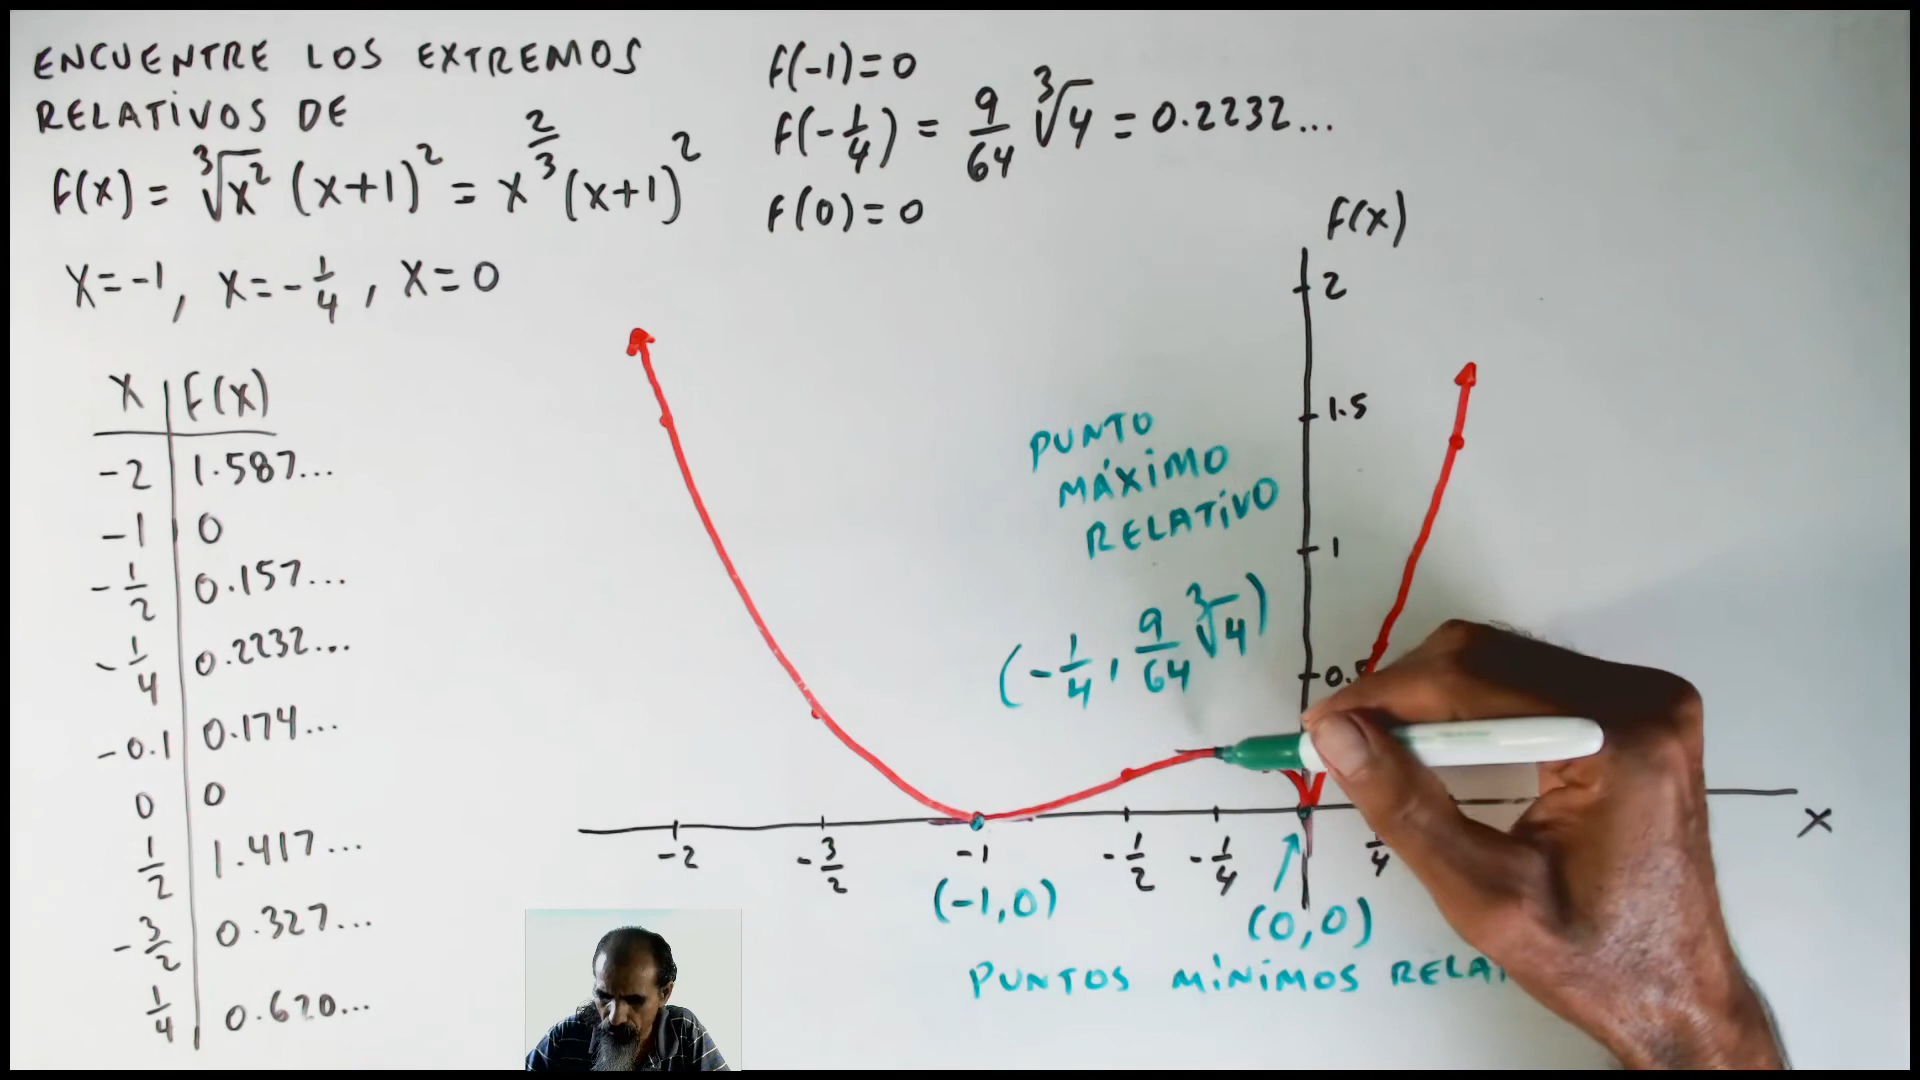 ENCUENTRE LOS EXTREMOS
RELATIVOS DE
f(x) = ∛x² (x+1)² = x^(2/3) (x+1)²
x=-1, x=-1/4, x=0
f(-1)=0
f(-1/4) = 9/64 ∛4 = 0.2232...
f(0)=0
x | f(x)
-2 | 1.587...
-1 | 0
-1/2 | 0.157...
-1/4 | 0.2232...
-0.1 | 0.174...
0 | 0
1/2 | 1.417...
-3/2 | 0.327...
1/4 | 0.620...
f(x)
2
1.5
1
PUNTO
MÁXIMO
RELATIVO
(-1/4, 9/64 ∛4)
x
-2 -3/2 -1 -1/2 -1/4 1/4
(-1,0) (0,0)
PUNTOS MÍNIMOS